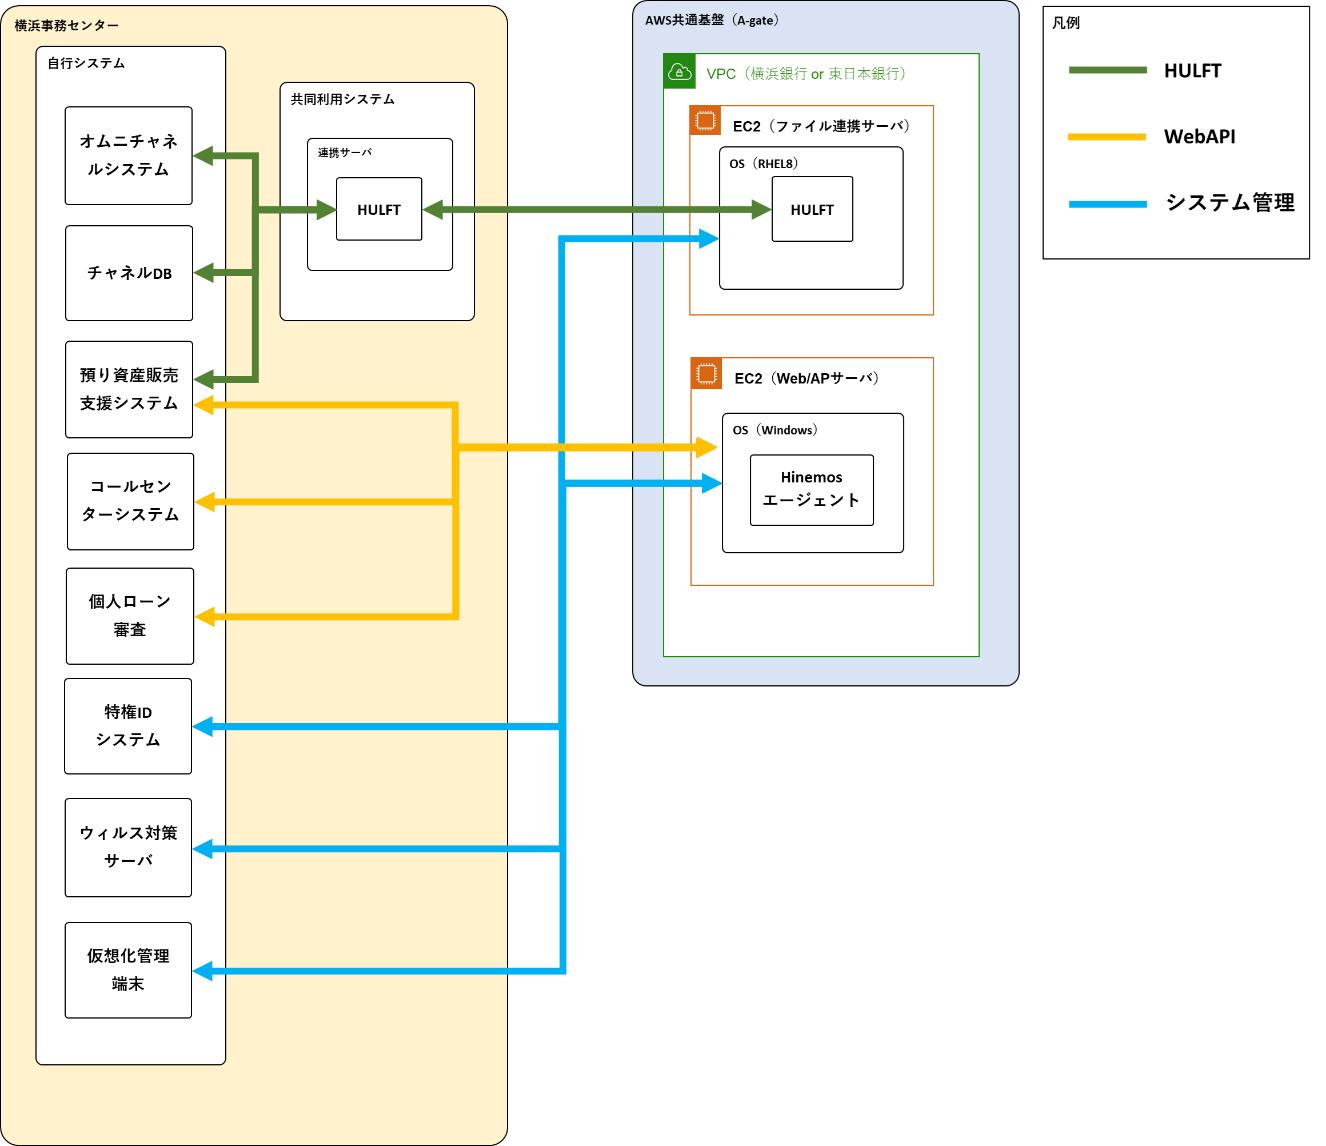 横浜事務センター
自行システム
オムニチャネ
ルシステム
チャネルDB
預り資産販売
支援システム
コールセン
ターシステム
個人ローン
審査
特権ID
システム
ウィルス対策
サーバ
仮想化管理
端末
共同利用システム
連携サーバ
HULFT
AWS共通基盤（A-gate）
VPC（横浜銀行 or 東日本銀行）
EC2（ファイル連携サーバ）
OS（RHEL8）
HULFT
EC2（Web/APサーバ）
OS（Windows）
Hinemos
エージェント
凡例
HULFT
WebAPI
システム管理